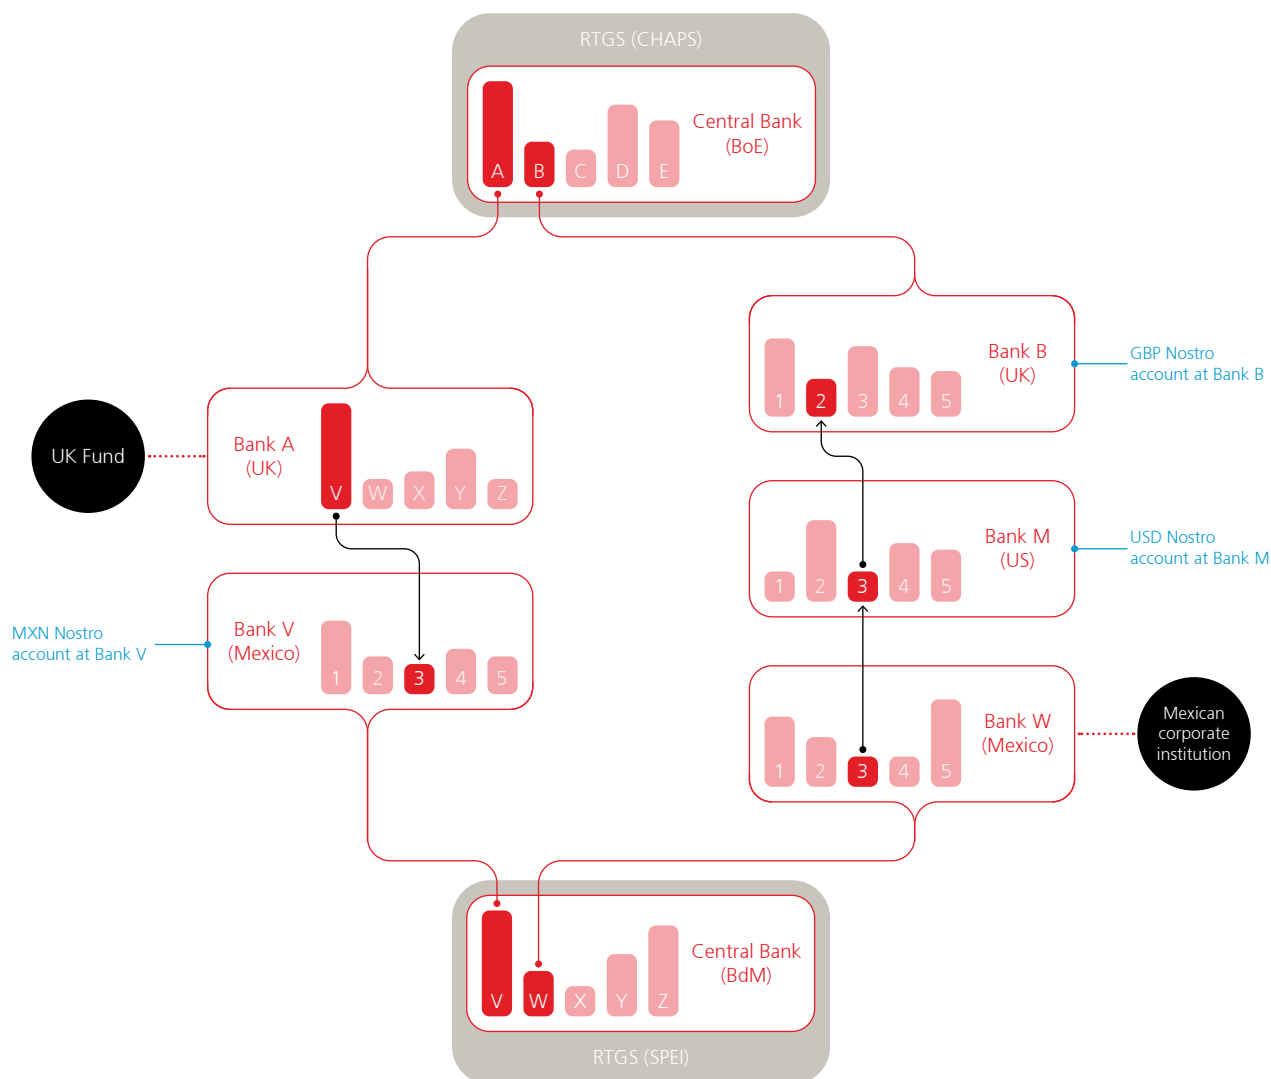 RTGS (CHAPS)
A B C D E
Central Bank
(BoE)
1 2 3 4 5
Bank B
(UK)
GBP Nostro
account at Bank B
UK Fund
Bank A
(UK)
V W X Y Z
1 2 3 4 5
Bank M
(US)
USD Nostro
account at Bank M
MXN Nostro
account at Bank V
Bank V
(Mexico)
1 2 3 4 5
1 2 3 4 5
Bank W
(Mexico)
Mexican
corporate
institution
V W X Y Z
Central Bank
(BdM)
RTGS (SPEI)